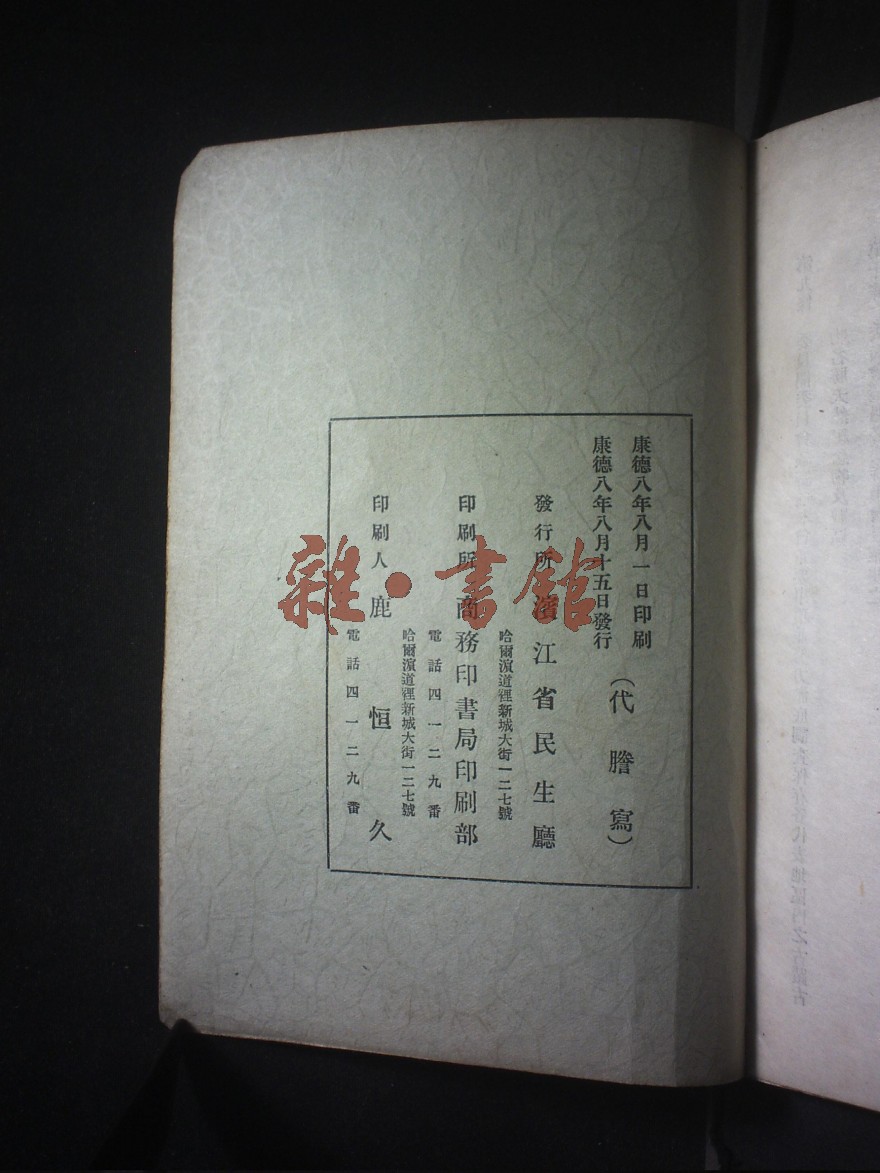 康德八年八月一日印刷
康德八年八月十五日發行
(代謄寫)
發行所 濱江省民生廳
哈爾濱道裡新城大街一二七號
印刷所 商務印書局印刷部
電話四一二九番
哈爾濱道裡新城大街一二七號
印刷人 鹿恒久
電話四一二九番
雜·書館